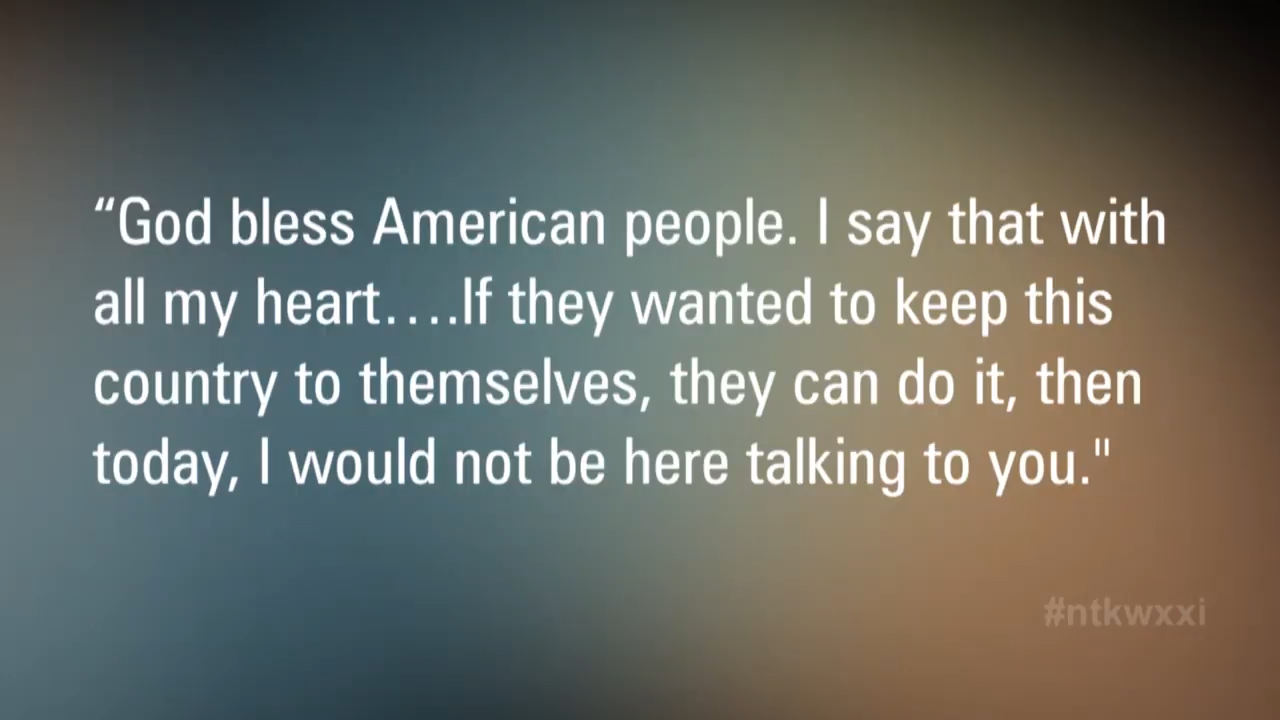 “God bless American people. I say that with
all my heart....If they wanted to keep this
country to themselves, they can do it, then
today, I would not be here talking to you."
#ntkwxxi